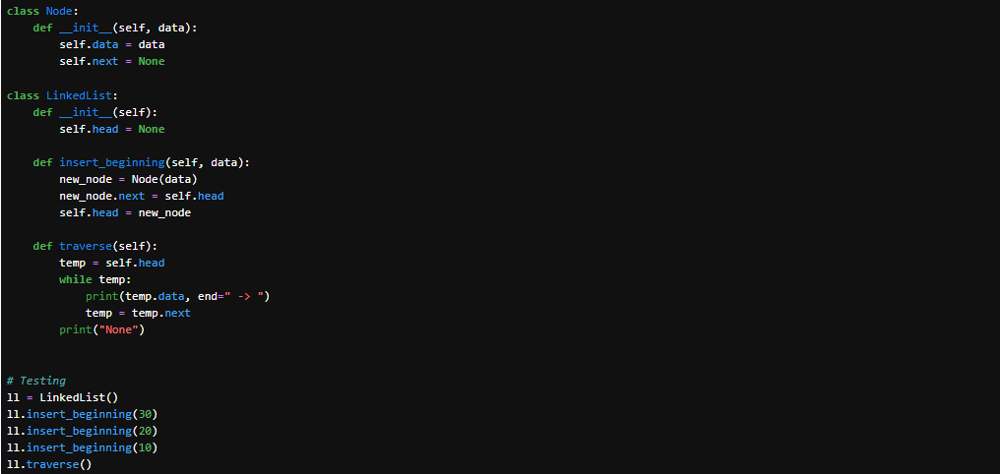 class Node:
    def __init__(self, data):
        self.data = data
        self.next = None

class LinkedList:
    def __init__(self):
        self.head = None

    def insert_beginning(self, data):
        new_node = Node(data)
        new_node.next = self.head
        self.head = new_node

    def traverse(self):
        temp = self.head
        while temp:
            print(temp.data, end=" -> ")
            temp = temp.next
        print("None")


# Testing
ll = LinkedList()
ll.insert_beginning(30)
ll.insert_beginning(20)
ll.insert_beginning(10)
ll.traverse()